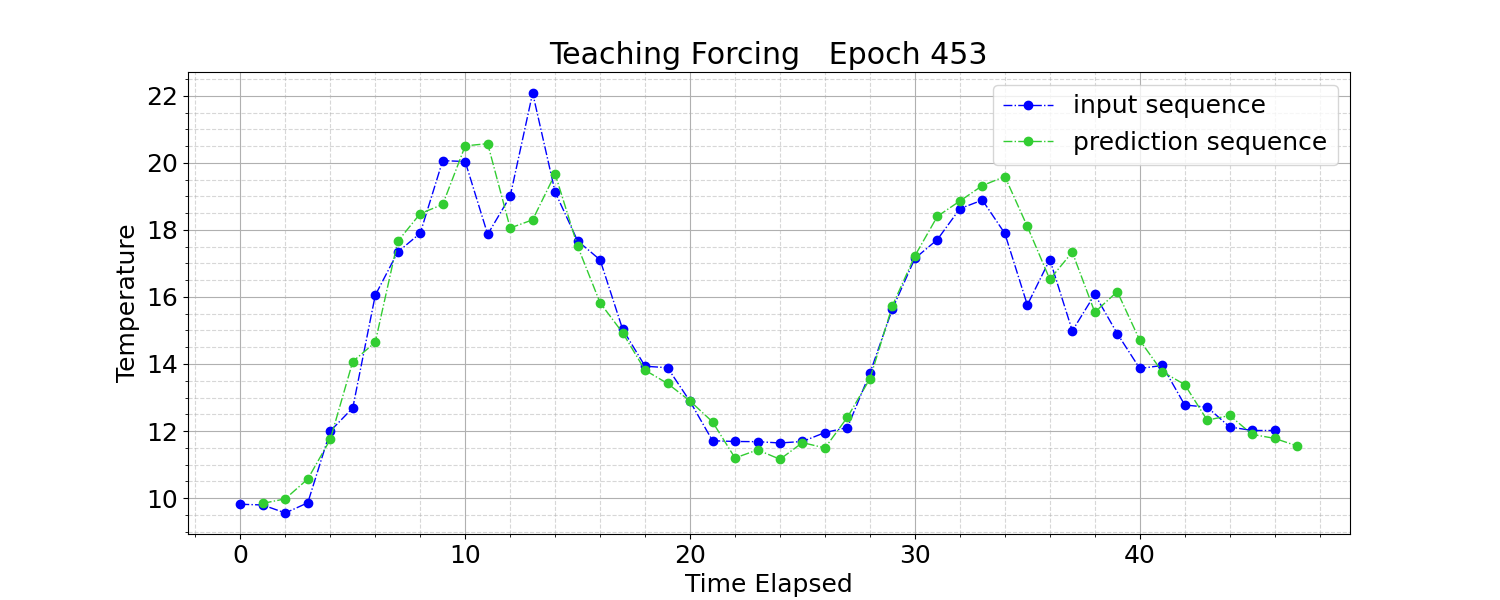 Teaching Forcing   Epoch 453
input sequence
prediction sequence
Temperature
22
20
18
16
14
12
10
0 10 20 30 40
Time Elapsed